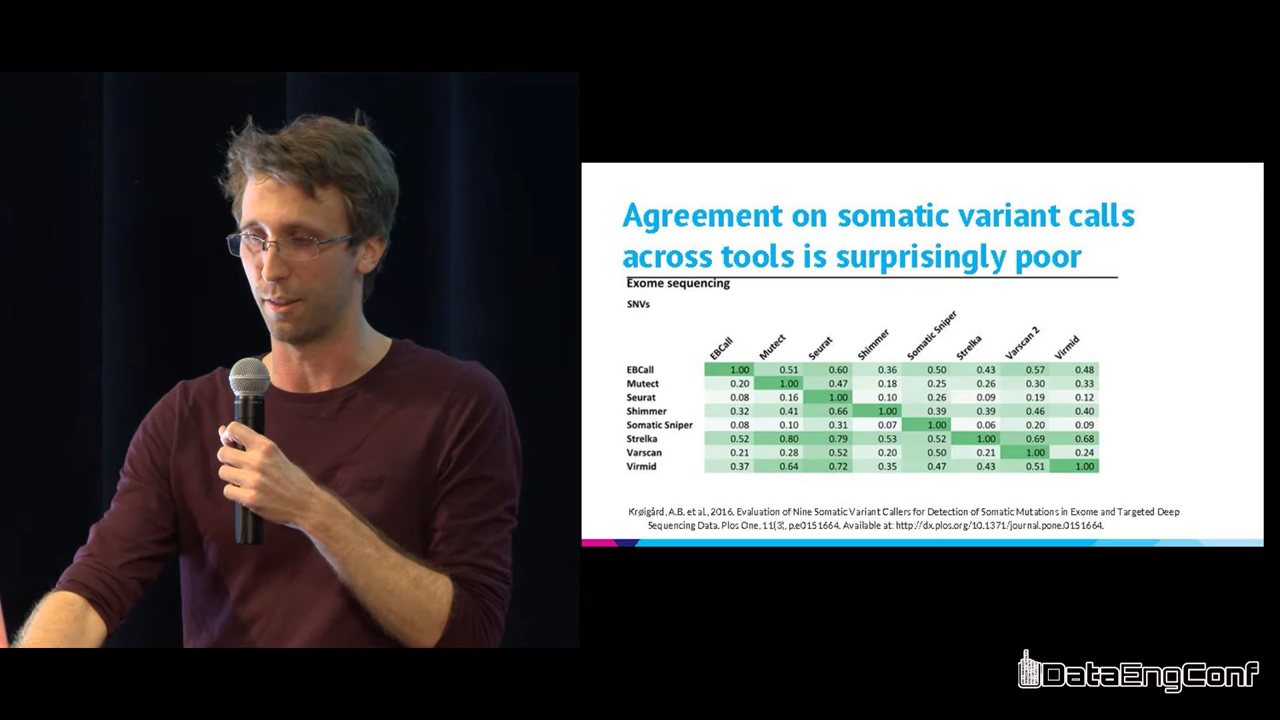 Agreement on somatic variant calls
across tools is surprisingly poor
Exome sequencing
SNVs
EBCall Mutect Seurat Shimmer Somatic Sniper Strelka Varscan 2 Virmid
EBCall 1.00 0.51 0.60 0.36 0.50 0.43 0.57 0.48
Mutect 0.20 1.00 0.47 0.18 0.25 0.26 0.30 0.33
Seurat 0.08 0.16 1.00 0.10 0.26 0.09 0.19 0.12
Shimmer 0.32 0.41 0.66 1.00 0.39 0.39 0.46 0.40
Somatic Sniper 0.08 0.10 0.31 0.07 1.00 0.06 0.20 0.09
Strelka 0.52 0.80 0.79 0.53 0.52 1.00 0.69 0.68
Varscan 0.21 0.28 0.52 0.20 0.50 0.21 1.00 0.24
Virmid 0.37 0.64 0.72 0.35 0.47 0.43 0.51 1.00
Krøigård, A.B. et al., 2016. Evaluation of Nine Somatic Variant Callers for Detection of Somatic Mutations in Exome and Targeted Deep
Sequencing Data. Plos One, 11(3), p.e0151664. Available at: http://dx.plos.org/10.1371/journal.pone.0151664.
DataEngConf